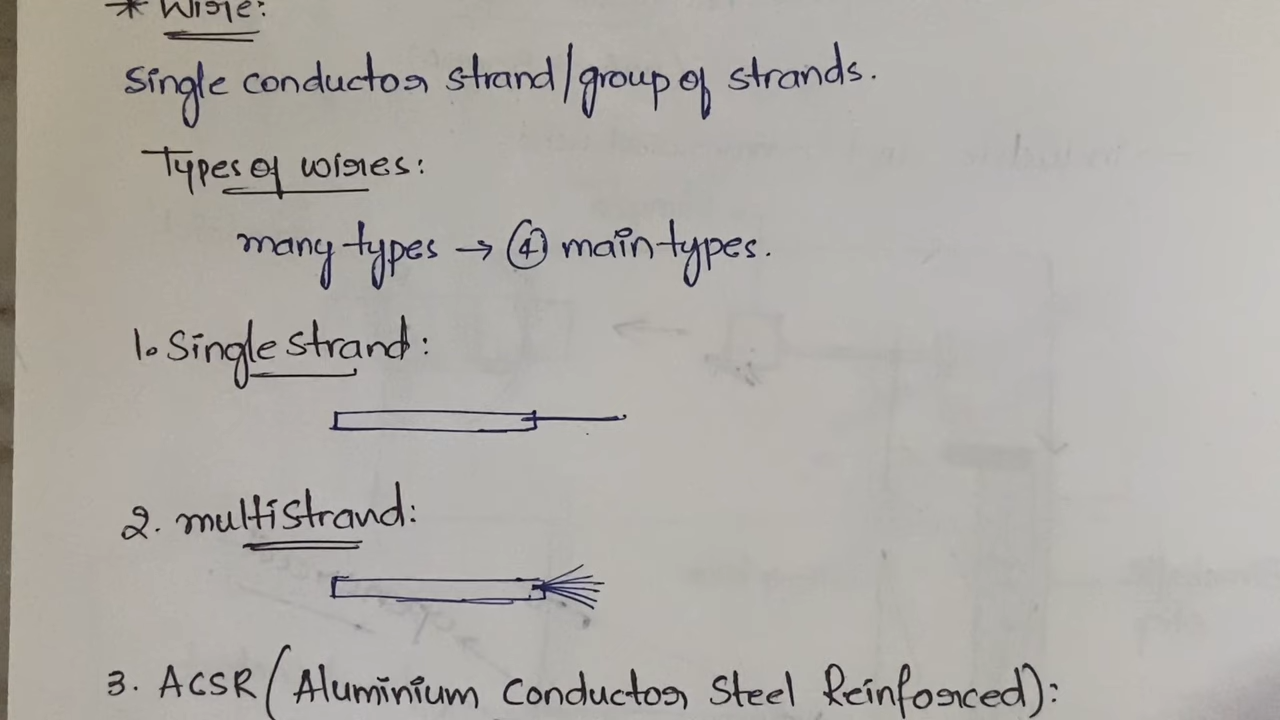 * Wire:
Single conductor strand/group of strands.
Types of wires:
many types → ④ main types.
1. Single strand:
2. multistrand:
3. ACSR (Aluminium Conductor Steel Reinforced):